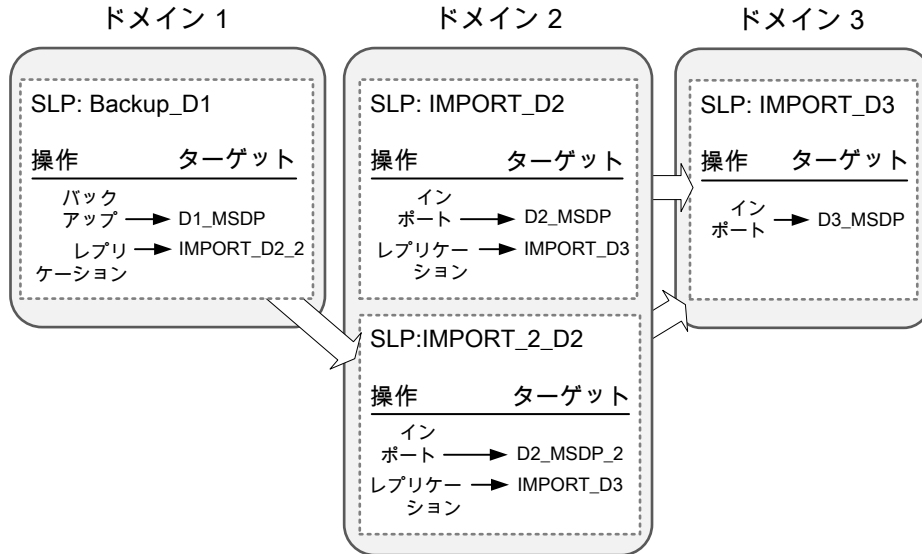 ドメイン 1
SLP: Backup_D1
操作 ターゲット
バック
アップ D1_MSDP
レプリ IMPORT_D2_2
ケーション
ドメイン 2
SLP: IMPORT_D2
操作 ターゲット
イン
ポート D2_MSDP
レプリケー IMPORT_D3
ション
SLP:IMPORT_2_D2
操作 ターゲット
イン
ポート D2_MSDP_2
レプリケー IMPORT_D3
ション
ドメイン 3
SLP: IMPORT_D3
操作 ターゲット
イン
ポート D3_MSDP